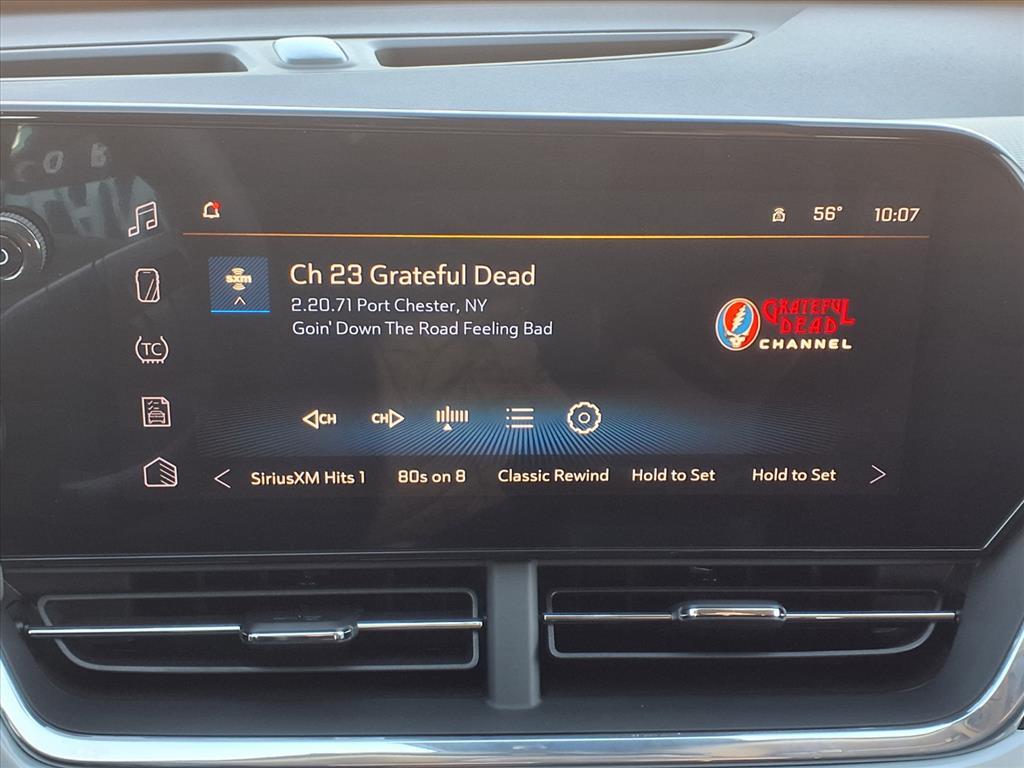 56° 10:07
sxm
Ch 23 Grateful Dead
2.20.71 Port Chester, NY
Goin' Down The Road Feeling Bad
GRATEFUL
DEAD
CHANNEL
TC
CH CH
SiriusXM Hits 1 80s on 8 Classic Rewind Hold to Set Hold to Set